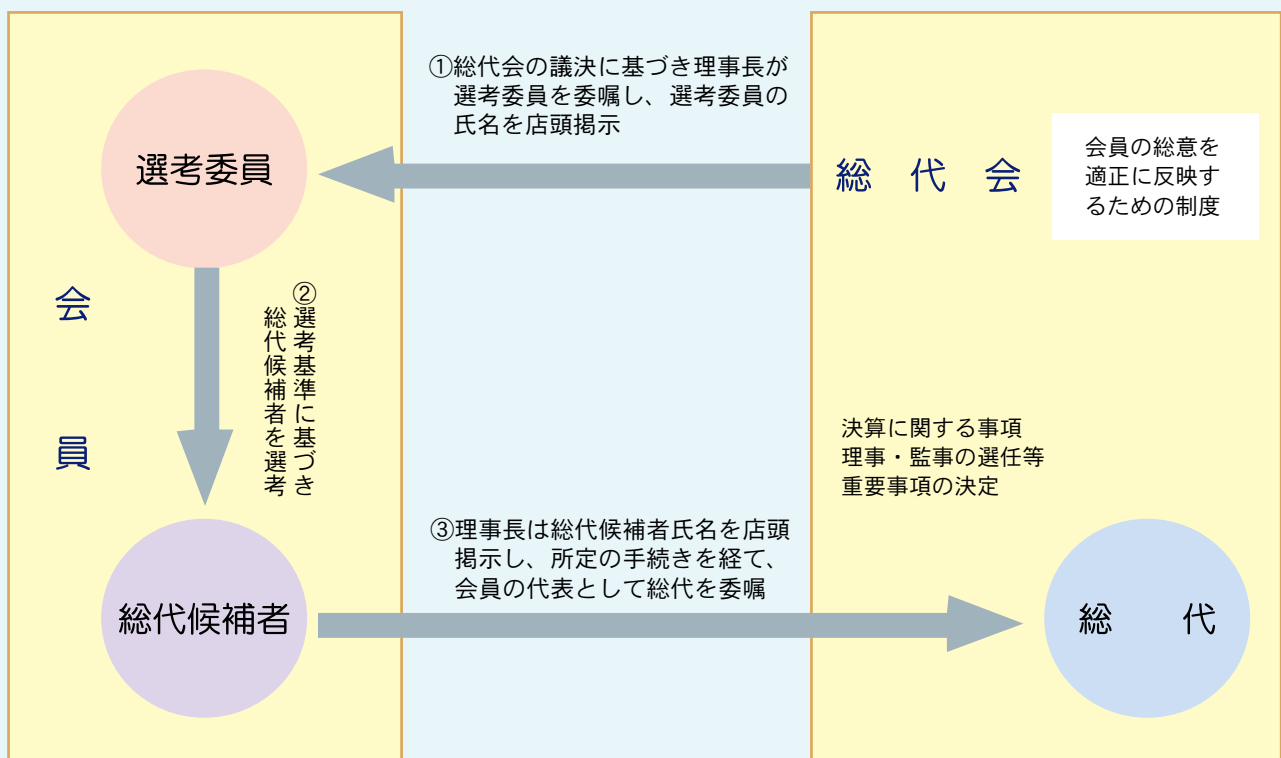 ①総代会の議決に基づき理事長が
選考委員を委嘱し、選考委員の
氏名を店頭掲示
選考委員
総 代 会
会員の総意を
適正に反映す
るための制度
会
員
②選考基準に基づき
総代候補者を選考
決算に関する事項
理事・監事の選任等
重要事項の決定
③理事長は総代候補者氏名を店頭
掲示し、所定の手続きを経て、
会員の代表として総代を委嘱
総代候補者
総 代